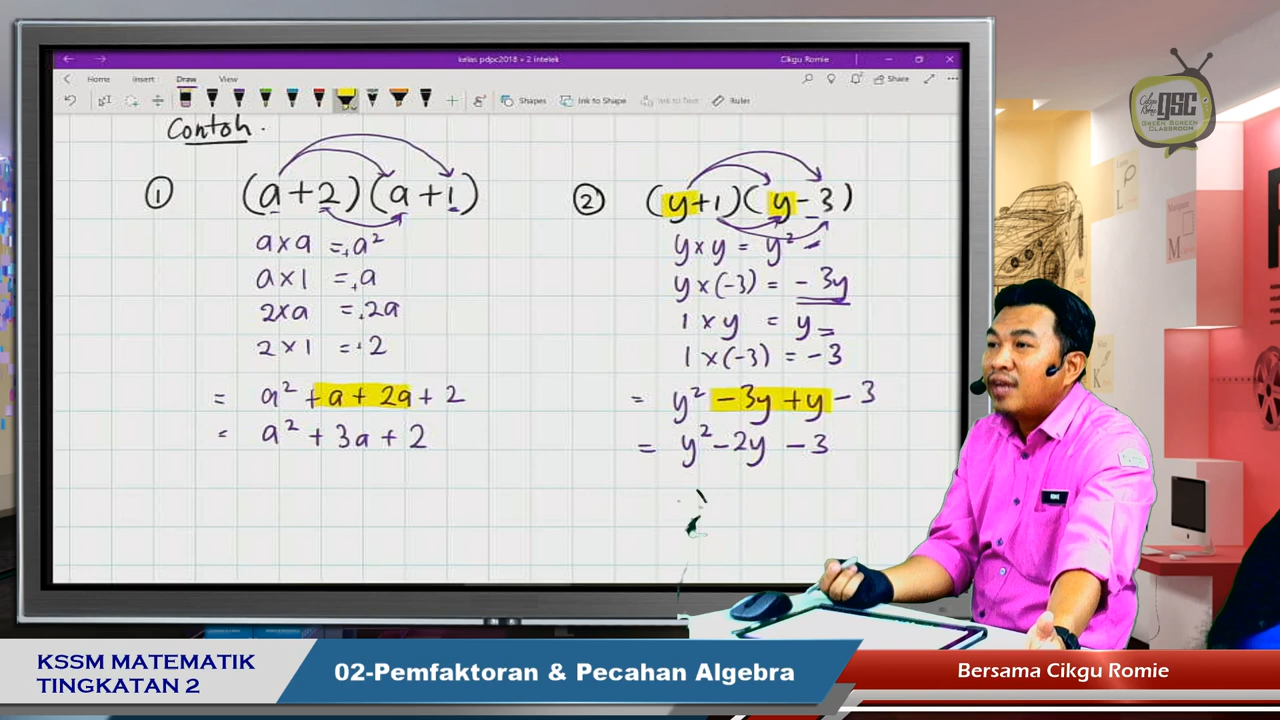 kelas pdpc2018 » 2 intelek
Cikgu Romie
Home Insert Draw View
Share
Shapes Ink to Shape Ink to Text Ruler
Contoh.
① (a+2)(a+1)
a×a = +a²
a×1 = +a
2×a = +2a
2×1 = +2
= a² + a + 2a + 2
= a² + 3a + 2
② (y+1)(y-3)
y×y = y²
y×(-3) = -3y
1×y = y
1×(-3) = -3
= y² -3y +y -3
= y² -2y -3
Cikgu Romie gsc
GREEN SCREEN
CLASSROOM
L
M
K
KSSM MATEMATIK
TINGKATAN 2
02-Pemfaktoran & Pecahan Algebra
Bersama Cikgu Romie